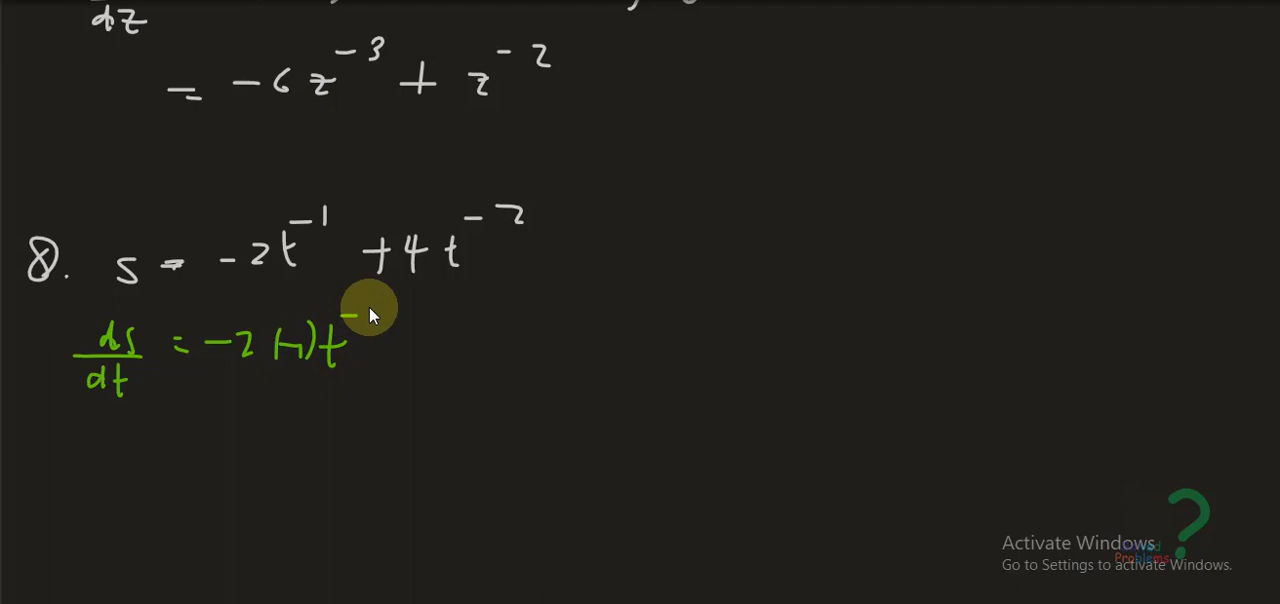 dz
= -6z^-3 + z^-2
8. s = -2t^-1 + 4t^-2
ds/dt = -2(-1)t^-
Activate Windows
Go to Settings to activate Windows.
Problems
?